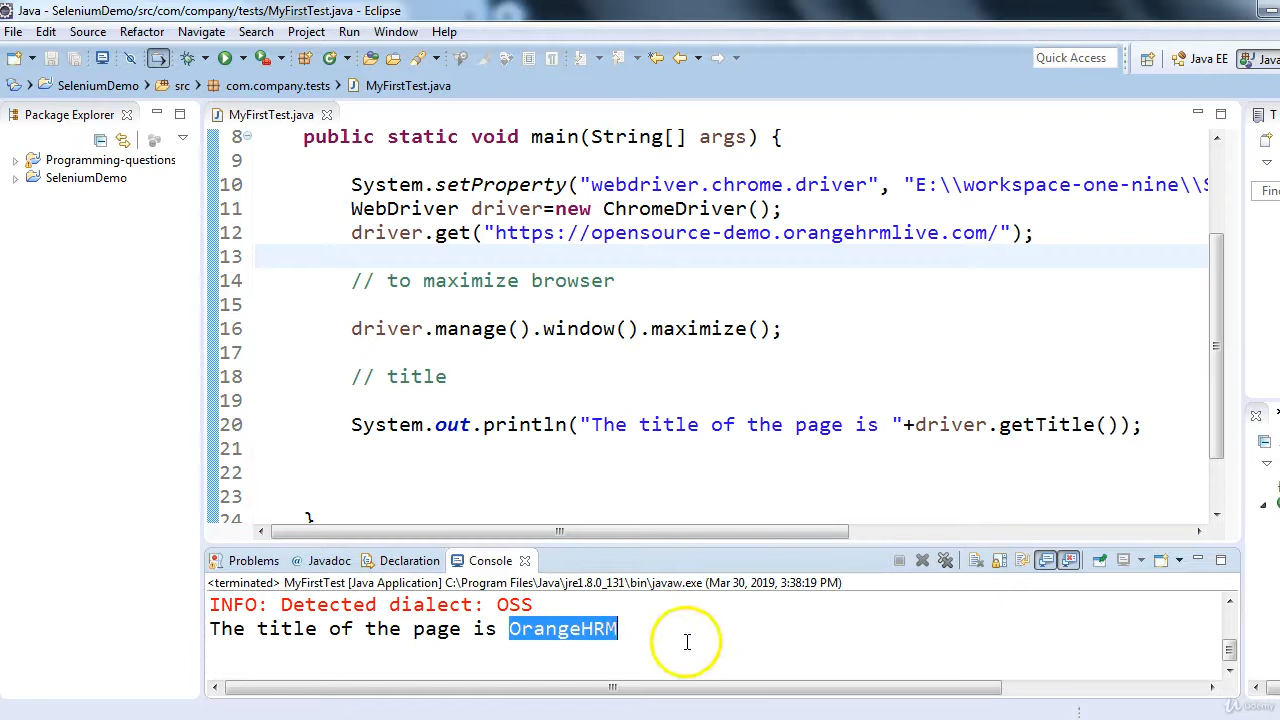 Java - SeleniumDemo/src/com/company/tests/MyFirstTest.java - Eclipse
File Edit Source Refactor Navigate Search Project Run Window Help
Quick Access Java EE Java
SeleniumDemo src com.company.tests MyFirstTest.java
Package Explorer MyFirstTest.java
Programming-questions
SeleniumDemo
8 public static void main(String[] args) {
9
10 System.setProperty("webdriver.chrome.driver", "E:\\workspace-one-nine\\S
11 WebDriver driver=new ChromeDriver();
12 driver.get("https://opensource-demo.orangehrmlive.com/");
13
14 // to maximize browser
15
16 driver.manage().window().maximize();
17
18 // title
19
20 System.out.println("The title of the page is "+driver.getTitle());
21
22
23
24 }
T
Find
Problems Javadoc Declaration Console
<terminated> MyFirstTest [Java Application] C:\Program Files\Java\jre1.8.0_131\bin\javaw.exe (Mar 30, 2019, 3:38:19 PM)
INFO: Detected dialect: OSS
The title of the page is OrangeHRM
Udemy